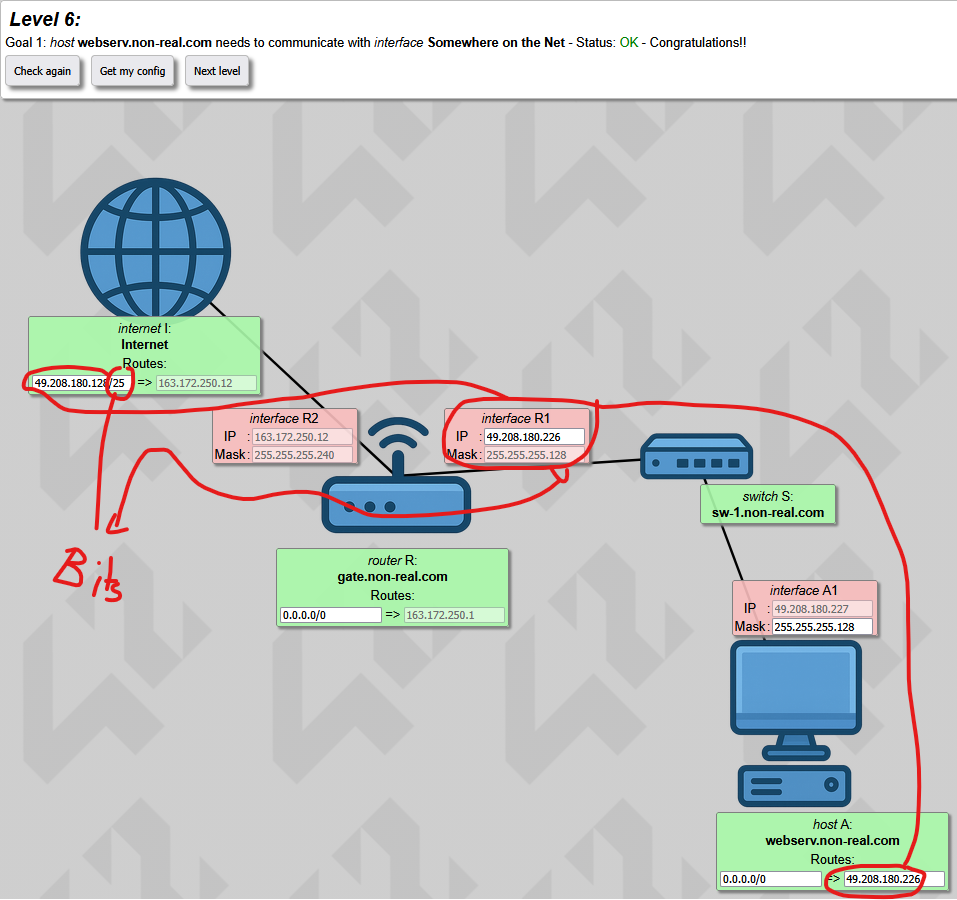 Level 6:
Goal 1: host webserv.non-real.com needs to communicate with interface Somewhere on the Net - Status: OK - Congratulations!!
Check again Get my config Next level
internet I:
Internet
Routes:
49.208.180.128/25 => 163.172.250.12
interface R2
IP : 163.172.250.12
Mask: 255.255.255.240
interface R1
IP : 49.208.180.226
Mask: 255.255.255.128
switch S:
sw-1.non-real.com
router R:
gate.non-real.com
Routes:
0.0.0.0/0 => 163.172.250.1
Bits
interface A1
IP : 49.208.180.227
Mask: 255.255.255.128
host A:
webserv.non-real.com
Routes:
0.0.0.0/0 => 49.208.180.226